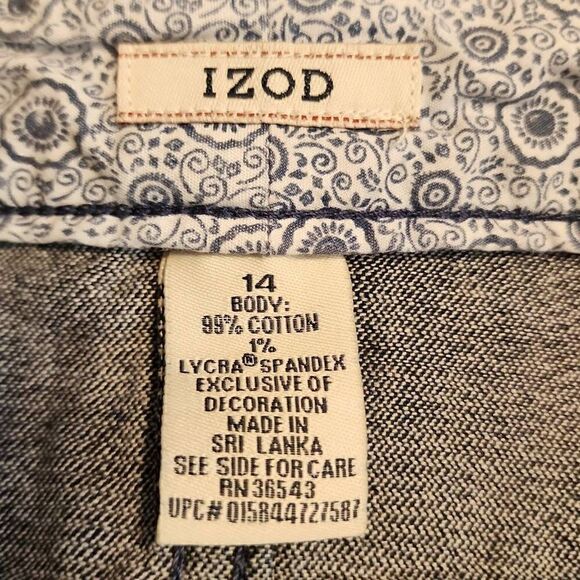 IZOD
14
BODY:
99% COTTON
1%
LYCRA® SPANDEX
EXCLUSIVE OF
DECORATION
MADE IN
SRI LANKA
SEE SIDE FOR CARE
RN 36543
UPC# 015844727587